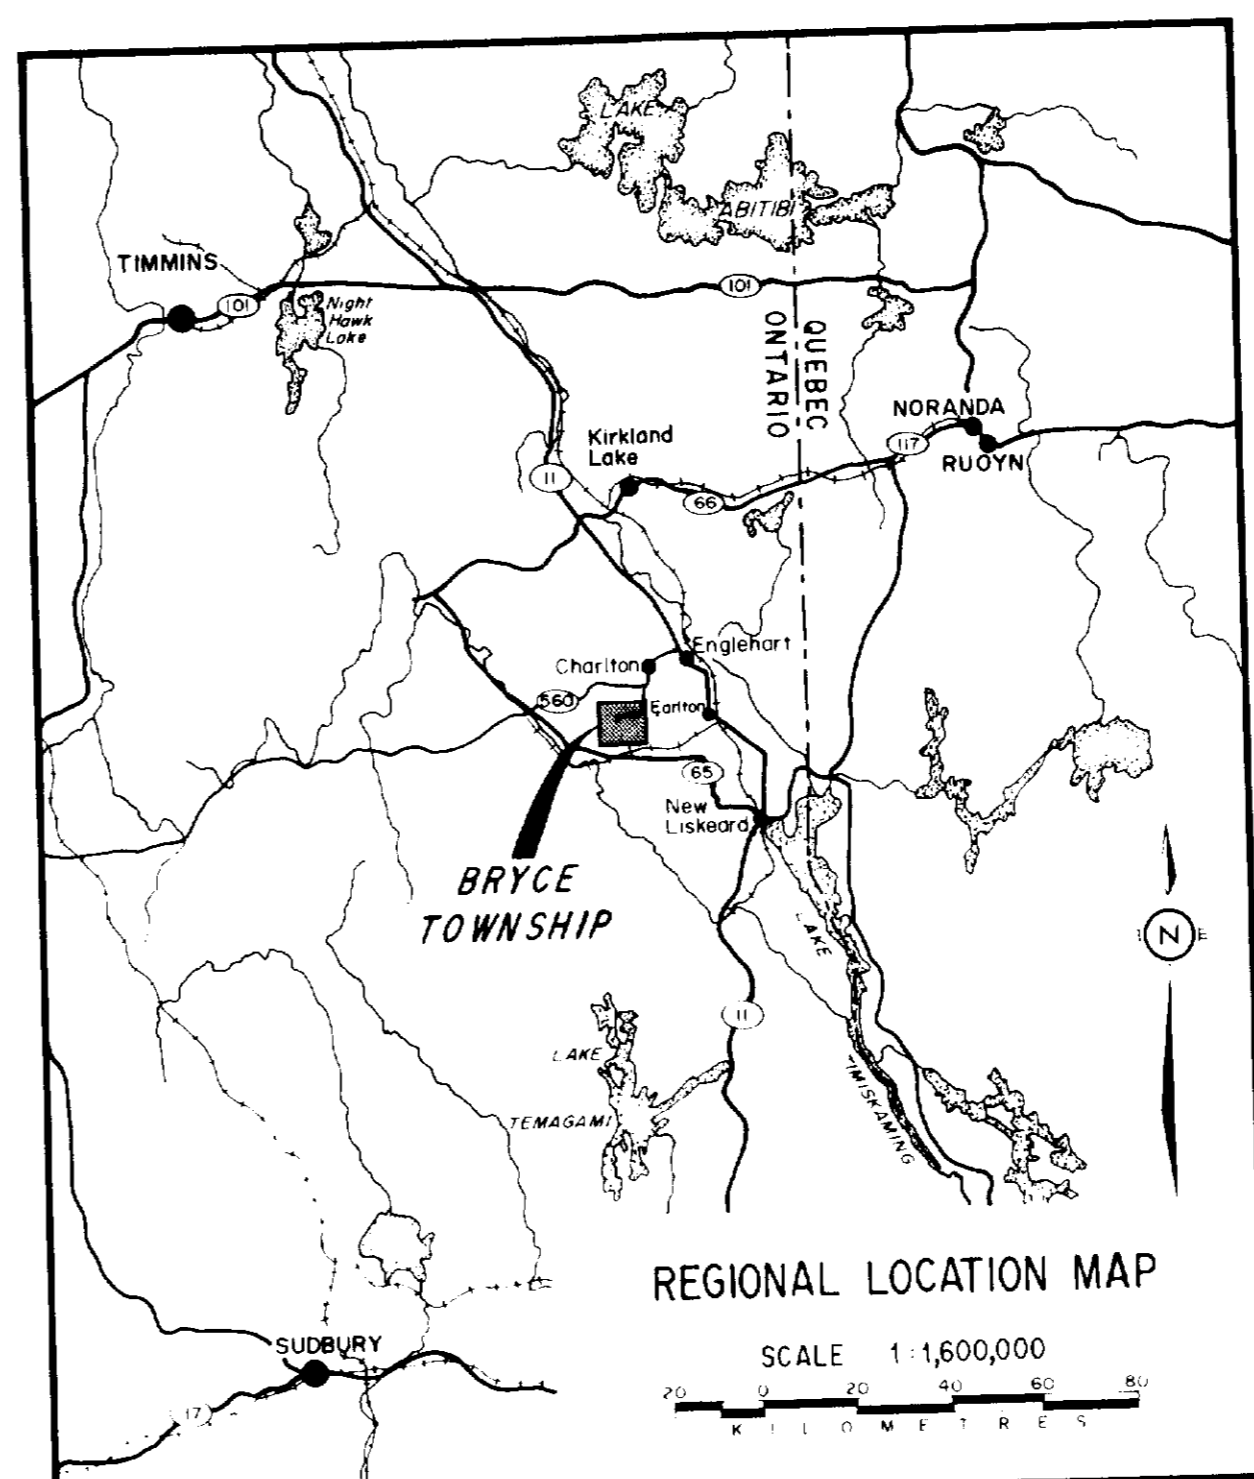 LAKE
ABITIBI
TIMMINS
101
101
Night
Hawk
Lake
QUEBEC
ONTARIO
NORANDA
117
RUOYN
Kirkland
Lake
11
66
Englehart
Charlton
560
Earlton
65
New
Liskeard
BRYCE
TOWNSHIP
LAKE
TIMISKAMING
N
E
11
LAKE
TEMAGAMI
REGIONAL LOCATION MAP
SCALE 1:1,600,000
20 0 20 40 60 80
KILOMETRES
SUDBURY
17